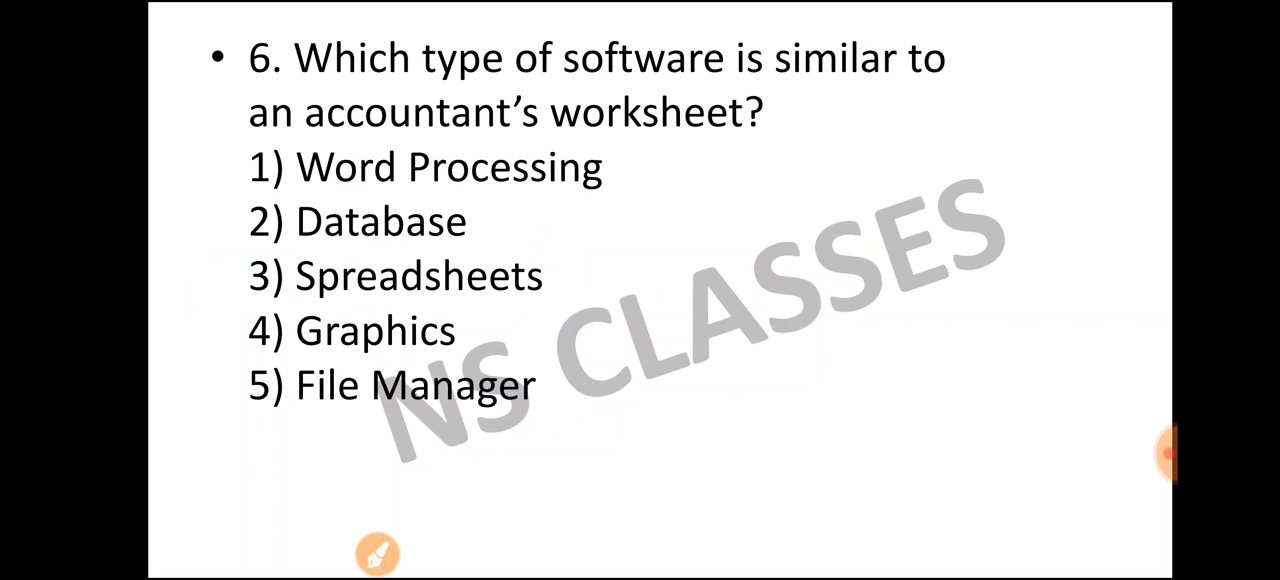 • 6. Which type of software is similar to
an accountant’s worksheet?
1) Word Processing
2) Database
3) Spreadsheets
4) Graphics
5) File Manager
NS CLASSES